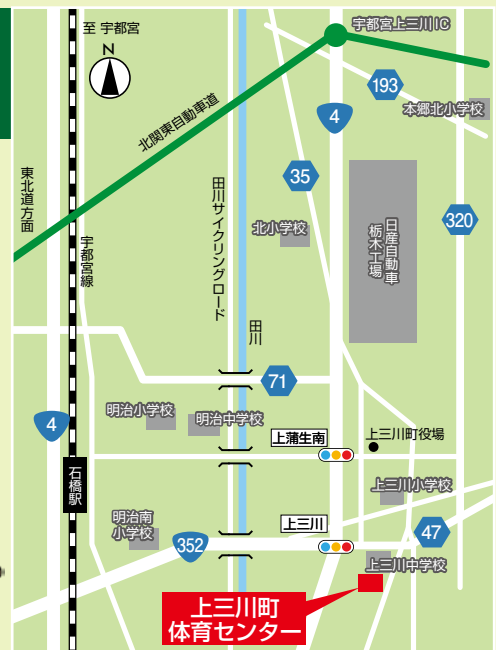 至 宇都宮
N
宇都宮上三川IC
193
本郷北小学校
4
北関東自動車道
35
東北道方面
田川サイクリングロード
北小学校
日産自動車
栃木工場
320
宇都宮線
田川
71
明治小学校
明治中学校
4
上蒲生南
上三川町役場
石橋駅
上三川小学校
明治南
小学校
上三川
47
352
上三川中学校
上三川町
体育センター